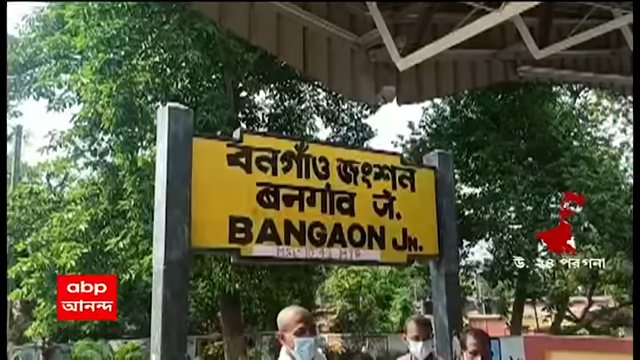 বনগাঁও জংশন
बनगांव जं.
BANGAON JN.
abp
আনন্দ
উ. ২৪ পরগনা